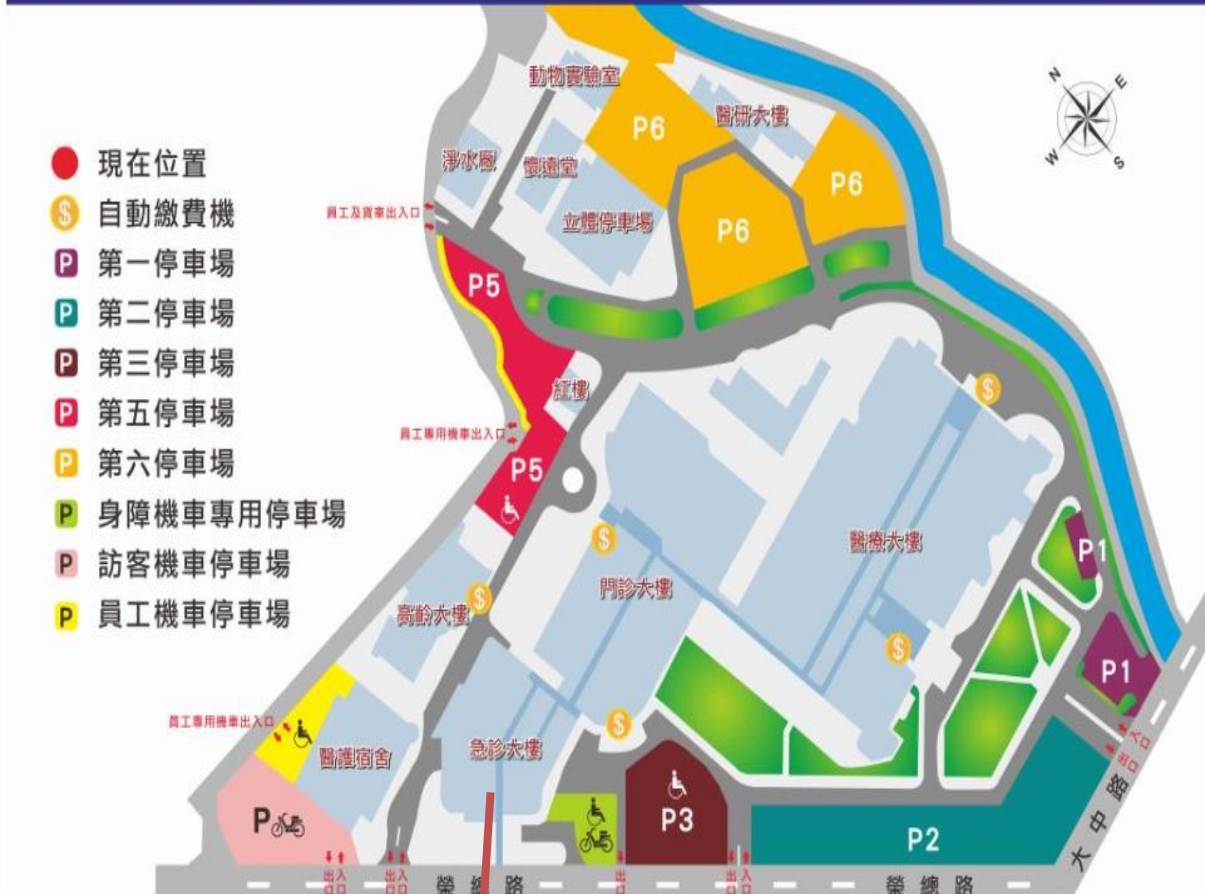 現在位置
$ 自動繳費機
P 第一停車場
P 第二停車場
P 第三停車場
P 第五停車場
P 第六停車場
P 身障機車專用停車場
P 訪客機車停車場
P 員工機車停車場
N
E
W
S
動物實驗室
P6
醫研大樓
淨水廠
懷遠堂
P6
員工及貨車出入口
立體停車場
P6
P5
紅樓
$
員工專用機車出入口
P5
$
醫療大樓
P1
門診大樓
$
高齡大樓
$
P1
員工專用機車出入口
急診大樓
$
醫護宿舍
出口
入口
大中路
P
P3
P2
出口
入口
出口
入口
榮總路
出口
出口
入口
榮總路